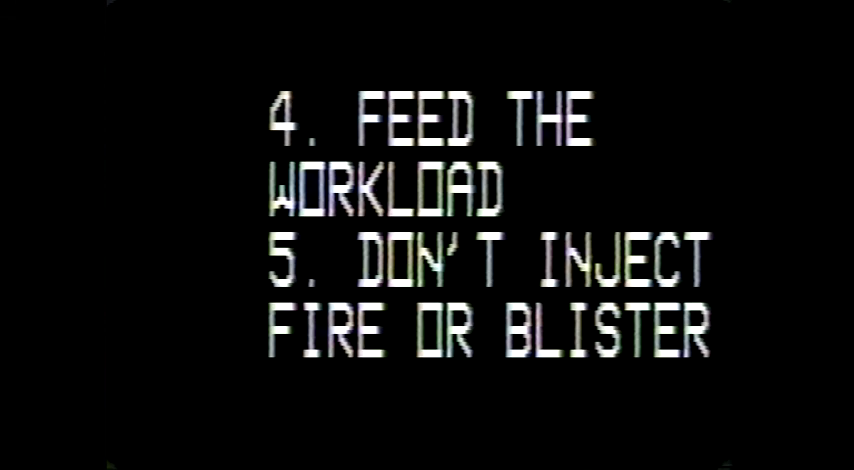 4. FEED THE
WORKLOAD
5. DON'T INJECT
FIRE OR BLISTER